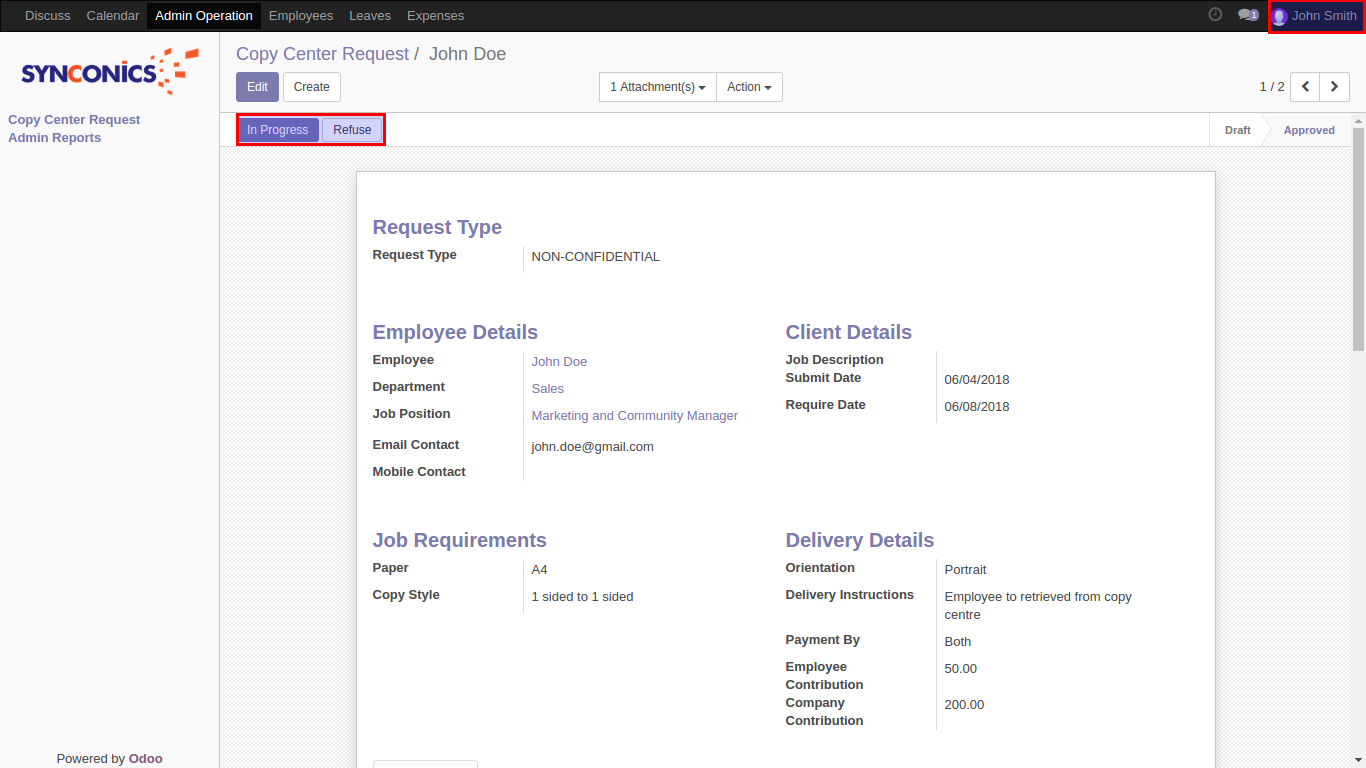 Discuss Calendar Admin Operation Employees Leaves Expenses 1 John Smith
SYNCONICS
Copy Center Request / John Doe
Edit Create 1 Attachment(s) Action 1 / 2
Copy Center Request
Admin Reports
In Progress Refuse Draft Approved
Request Type
Request Type NON-CONFIDENTIAL
Employee Details
Employee John Doe
Department Sales
Job Position Marketing and Community Manager
Email Contact john.doe@gmail.com
Mobile Contact
Client Details
Job Description
Submit Date 06/04/2018
Require Date 06/08/2018
Job Requirements
Paper A4
Copy Style 1 sided to 1 sided
Delivery Details
Orientation Portrait
Delivery Instructions Employee to retrieved from copy
centre
Payment By Both
Employee 50.00
Contribution
Company 200.00
Contribution
Powered by Odoo